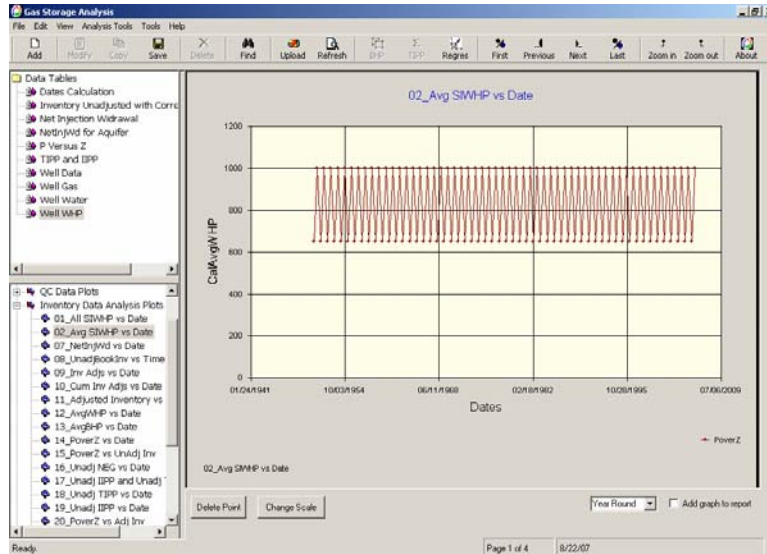 Gas Storage Analysis
File Edit View Analysis Tools Tools Help
Add Modify Copy Save Delete Find Upload Refresh BHP TIPP Regres First Previous Next Last Zoom in Zoom out About
Data Tables
Dates Calculation
Inventory Unadjusted with Corre
Net Injection Widrawal
NetInjWd for Aquifer
P Versus Z
TIPP and IIPP
Well Data
Well Gas
Well Water
Well WHP
QC Data Plots
Inventory Data Analysis Plots
01_All SIWHP vs Date
02_Avg SIWHP vs Date
07_NetInjWd vs Date
08_UnadjBookInv vs Time
09_Inv Adjs vs Date
10_Cum Inv Adjs vs Date
11_Adjusted Inventory vs
12_AvgWHP vs Date
13_AvgBHP vs Date
14_PoverZ vs Date
15_PoverZ vs UnAdj Inv
16_Unadj NEG vs Date
17_Unadj IIPP and Unadj
18_Unadj TIPP vs Date
19_Unadj IIPP vs Date
20_PoverZ vs Adj Inv
02_Avg SIWHP vs Date
1200
1000
800
600
400
200
0
CalAvgWHP
01/24/1941 10/03/1954 06/11/1968 02/18/1982 10/28/1995 07/06/2009
Dates
PoverZ
02_Avg SIWHP vs Date
Delete Point Change Scale Year Round Add graph to report
Ready. Page 1 of 4 8/22/07